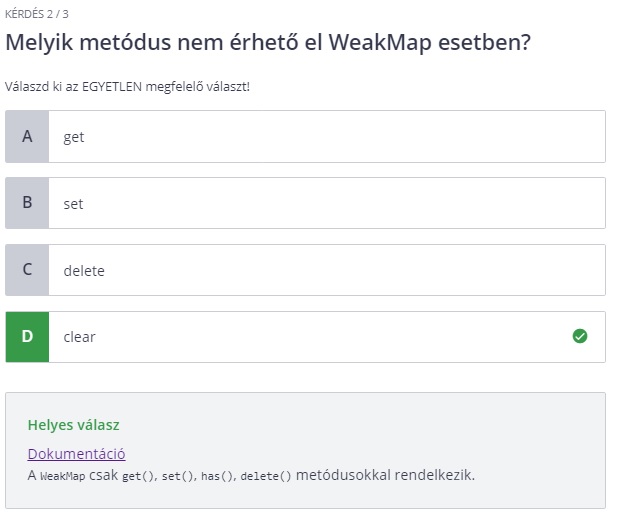 KÉRDÉS 2 / 3
Melyik metódus nem érhető el WeakMap esetben?
Válaszd ki az EGYETLEN megfelelő választ!
A get
B set
C delete
D clear
Helyes válasz
Dokumentáció
A WeakMap csak get(), set(), has(), delete() metódusokkal rendelkezik.